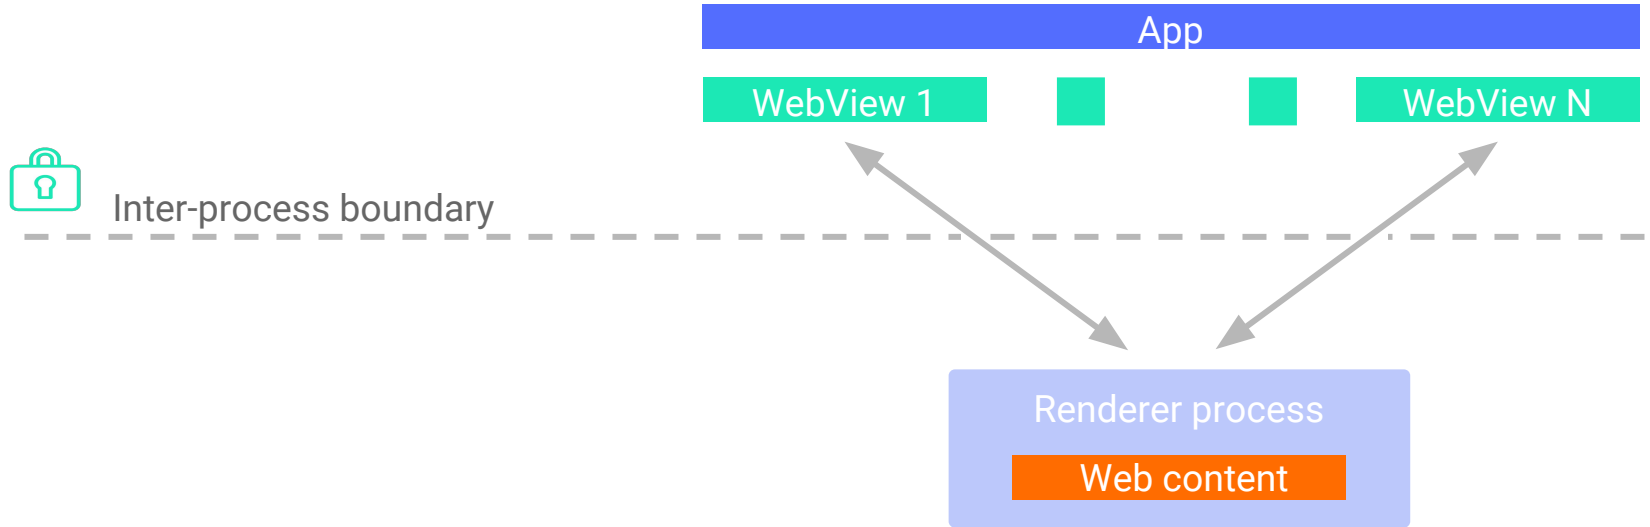 App
WebView 1
WebView N
Inter-process boundary
Renderer process
Web content